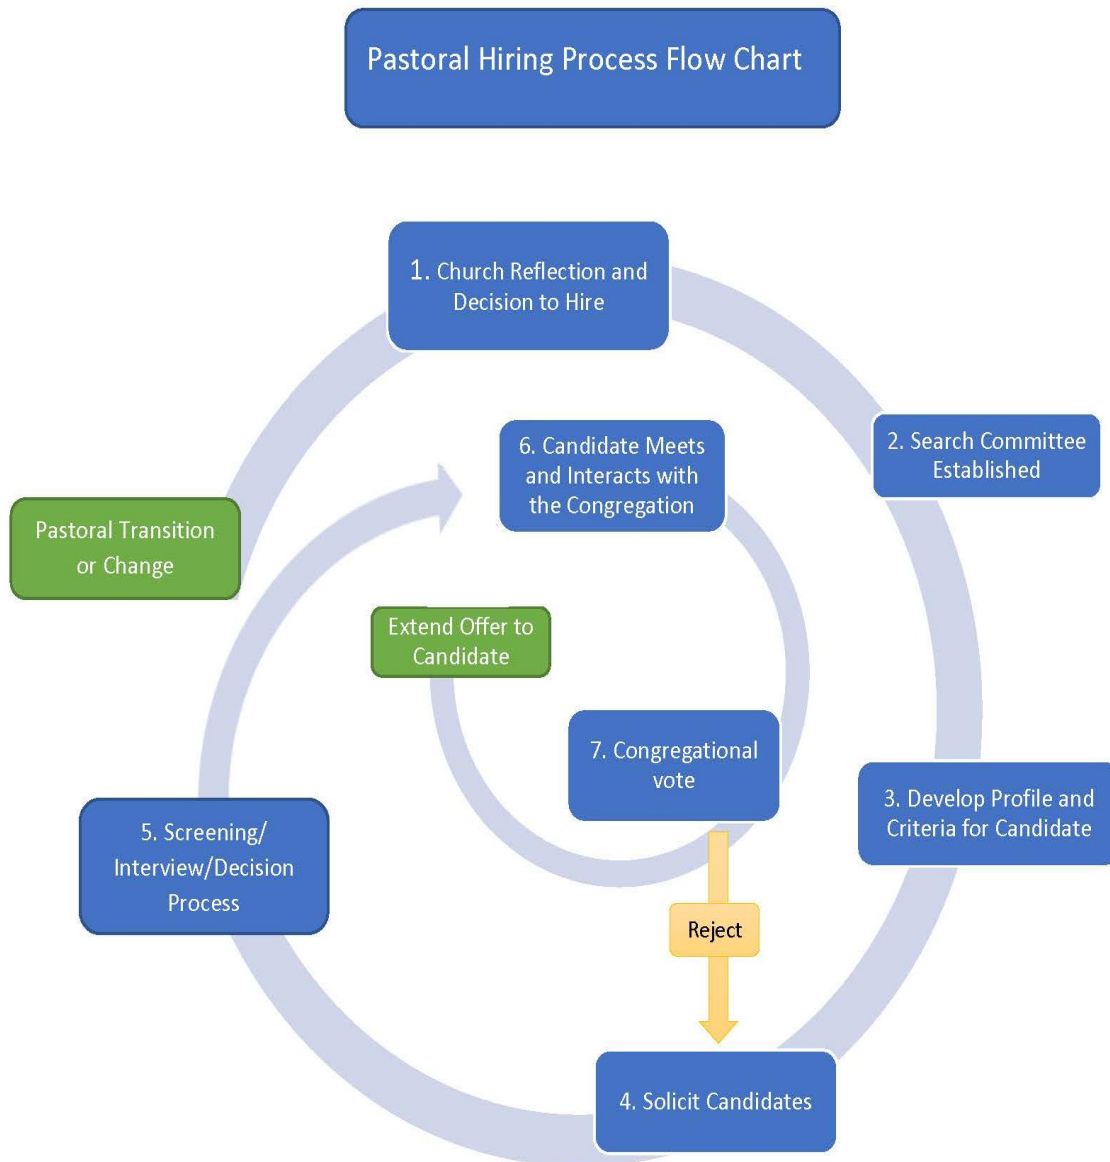 Pastoral Hiring Process Flow Chart
1. Church Reflection and
Decision to Hire
2. Search Committee
Established
6. Candidate Meets
and Interacts with
the Congregation
Pastoral Transition
or Change
Extend Offer to
Candidate
7. Congregational
vote
3. Develop Profile and
Criteria for Candidate
5. Screening/
Interview/Decision
Process
Reject
4. Solicit Candidates